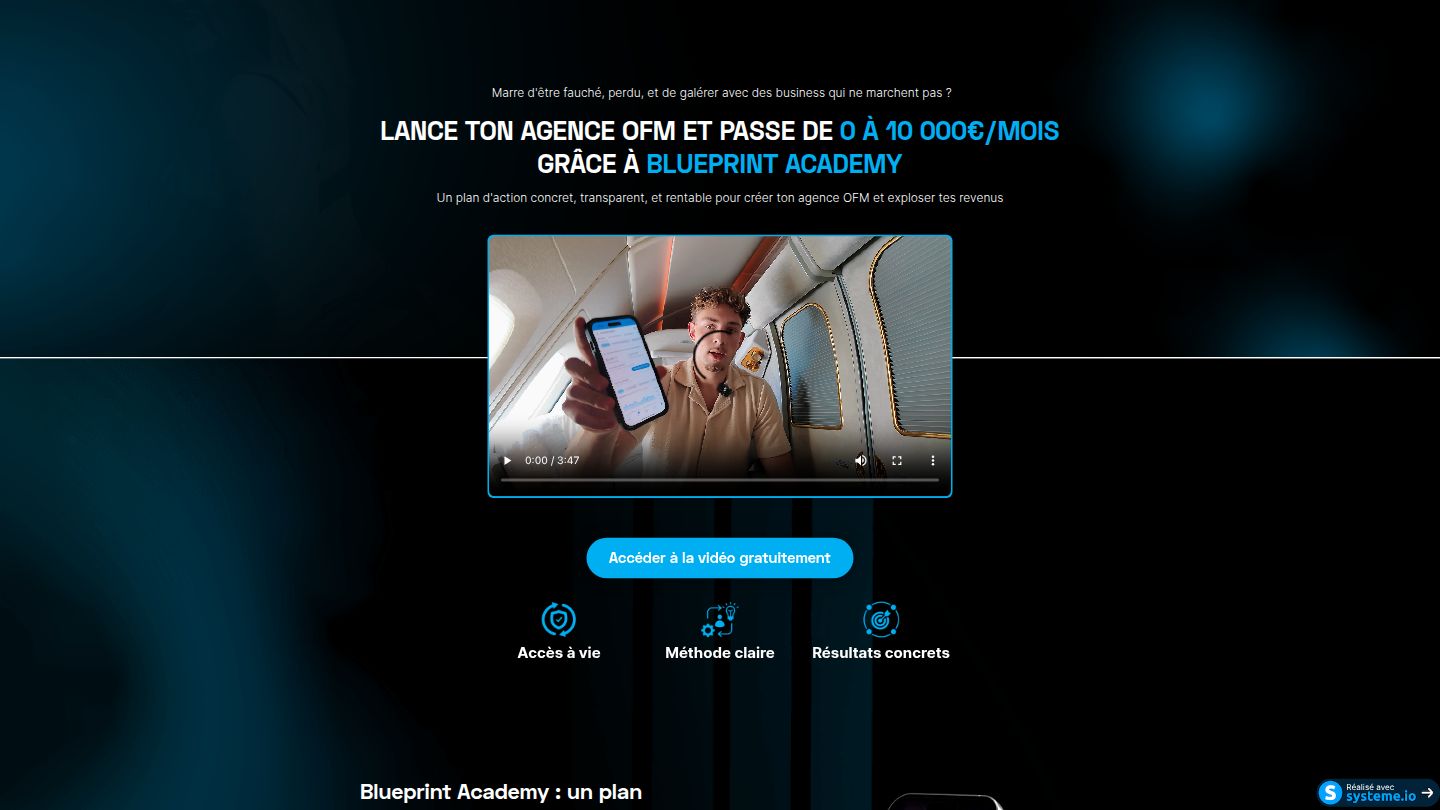 Marre d'être fauché, perdu, et de galérer avec des business qui ne marchent pas ?
LANCE TON AGENCE OFM ET PASSE DE 0 À 10 000€/MOIS
GRÂCE À BLUEPRINT ACADEMY
Un plan d'action concret, transparent, et rentable pour créer ton agence OFM et exploser tes revenus
0:00 / 3:47
Accéder à la vidéo gratuitement
Accès à vie
Méthode claire
Résultats concrets
Blueprint Academy : un plan
Réalisé avec
systeme.io